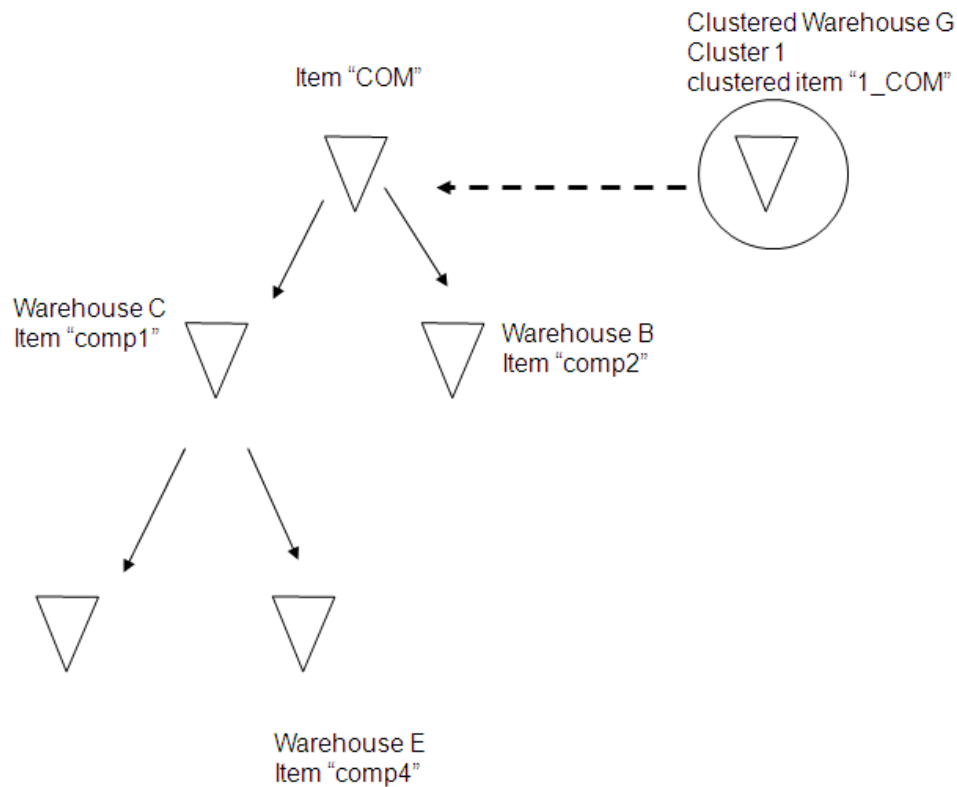 Clustered Warehouse G
Cluster 1
clustered item “1_COM”
Item “COM”
Warehouse C
Item “comp1”
Warehouse B
Item “comp2”
Warehouse E
Item “comp4”